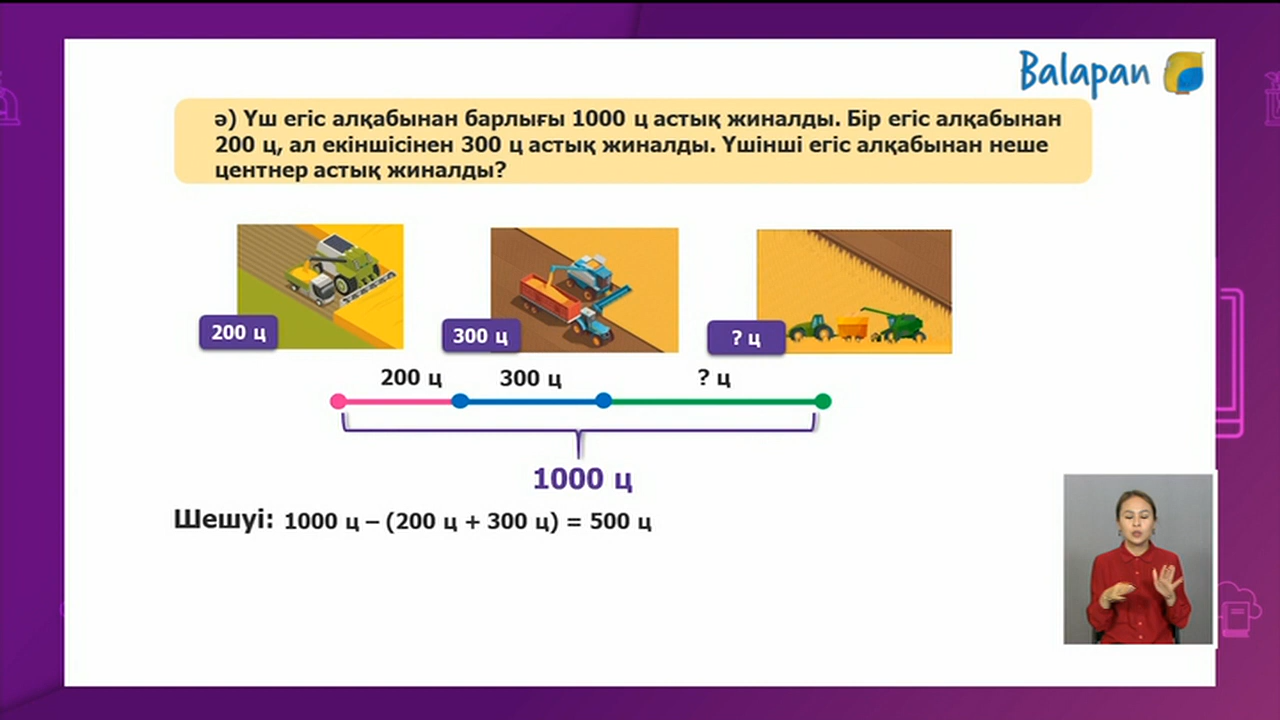 Balapan
ә) Үш егіс алқабынан барлығы 1000 ц астық жиналды. Бір егіс алқабынан
200 ц, ал екіншісінен 300 ц астық жиналды. Үшінші егіс алқабынан неше
центнер астық жиналды?
200 ц
300 ц
? ц
200 ц
300 ц
? ц
1000 ц
Шешуі: 1000 ц – (200 ц + 300 ц) = 500 ц